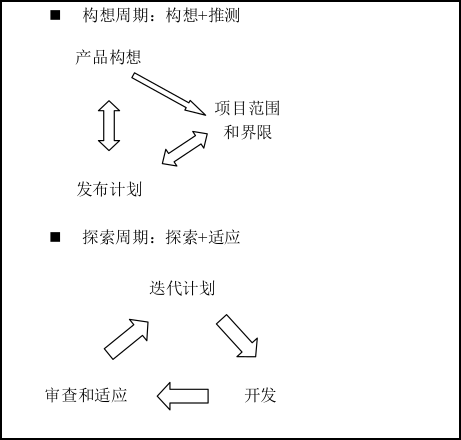 ■ 构想周期：构想+推测
产品构想
项目范围
和界限
发布计划
■ 探索周期：探索+适应
迭代计划
审查和适应
开发